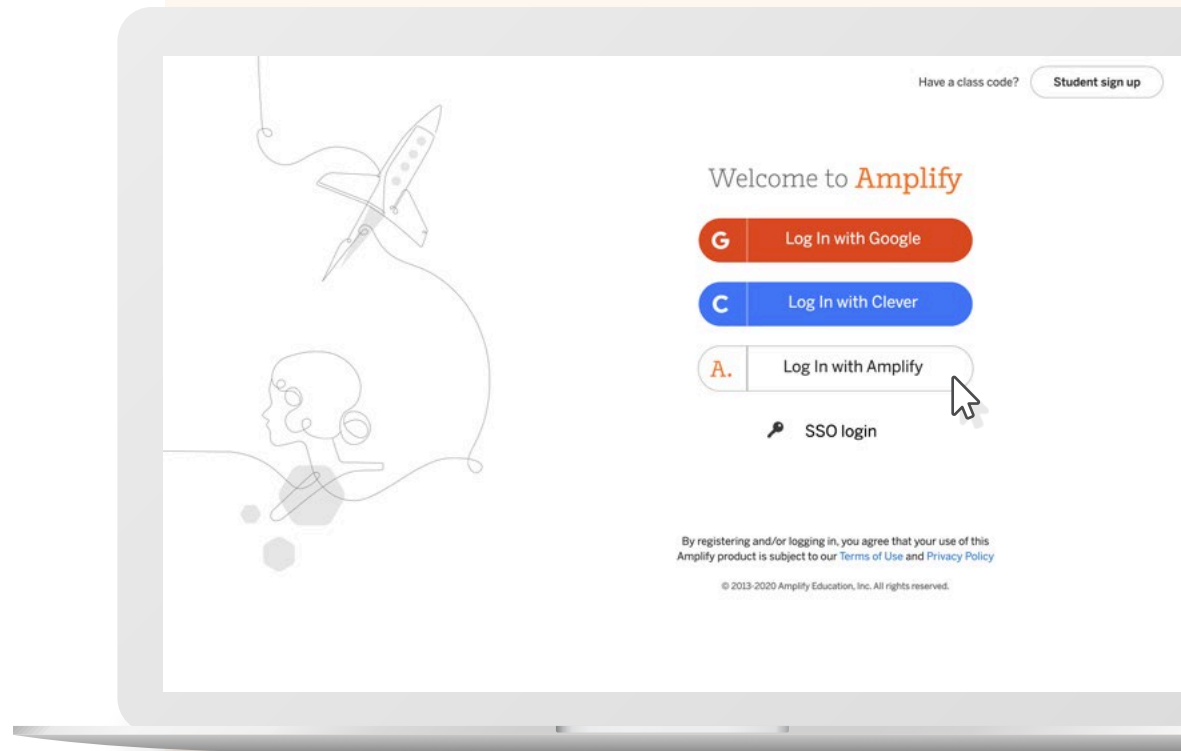 Have a class code? Student sign up
Welcome to Amplify
G Log In with Google
C Log In with Clever
A. Log In with Amplify
SSO login
By registering and/or logging in, you agree that your use of this
Amplify product is subject to our Terms of Use and Privacy Policy
© 2013-2020 Amplify Education, Inc. All rights reserved.